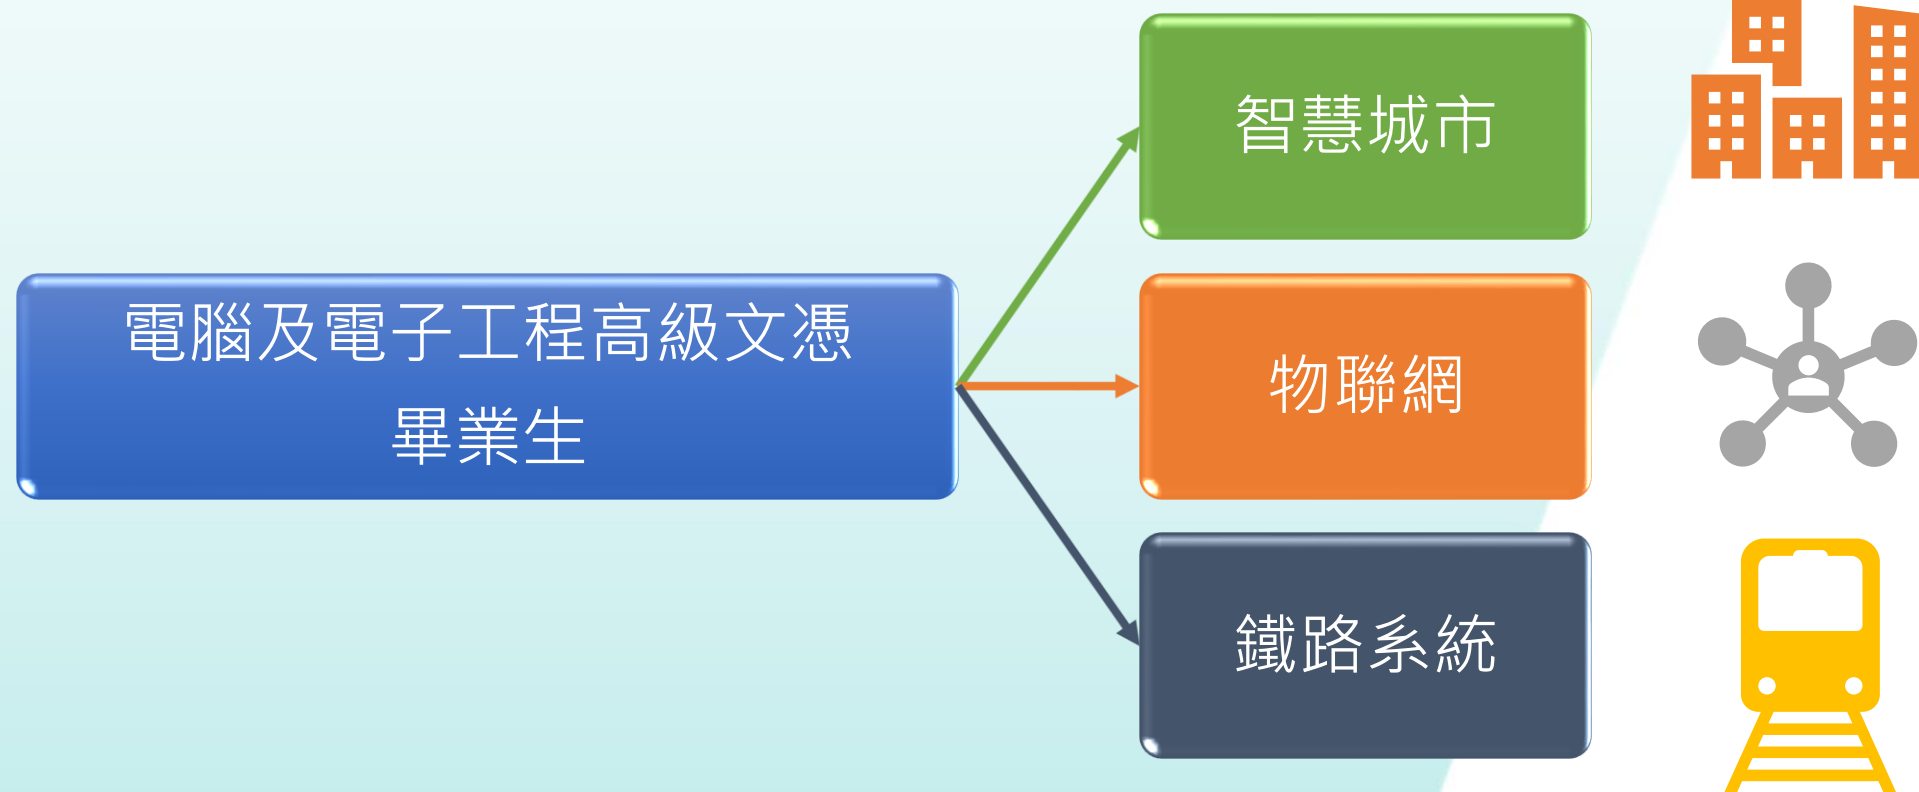 電腦及電子工程高級文憑
畢業生
智慧城市
物聯網
鐵路系統